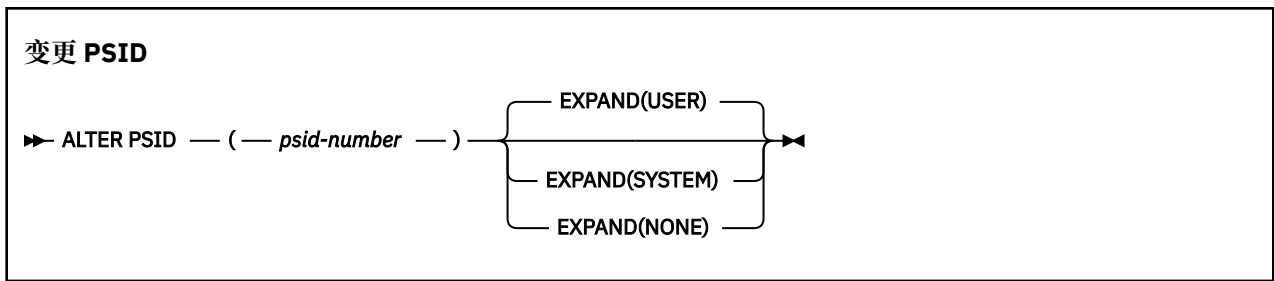 变更 PSID
EXPAND(USER)
ALTER PSID ( psid-number )
EXPAND(SYSTEM)
EXPAND(NONE)